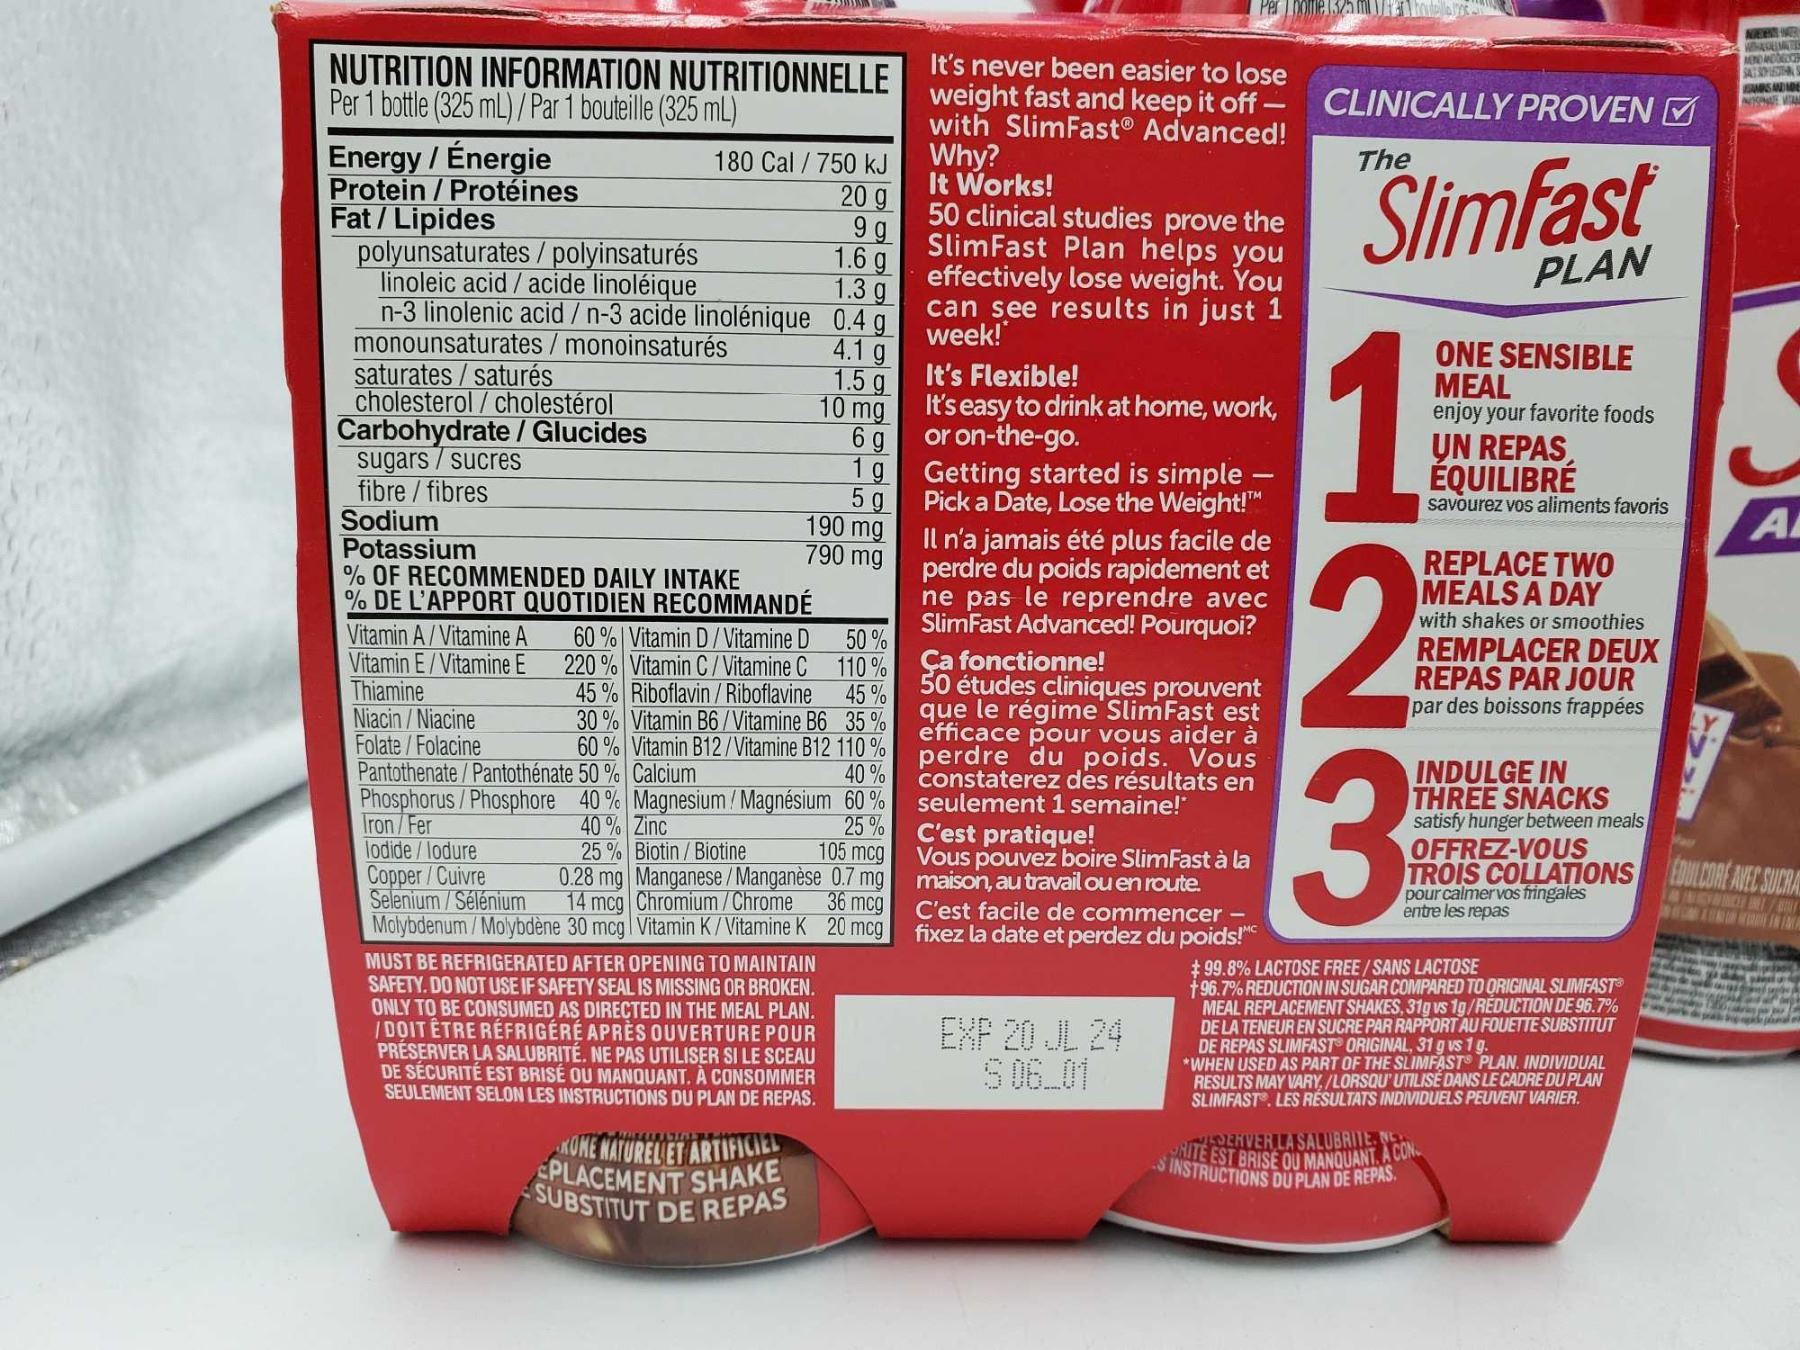 Per 1 bottle (325 ml)
NUTRITION INFORMATION NUTRITIONNELLE
Per 1 bottle (325 mL) / Par 1 bouteille (325 mL)
Energy / Énergie 180 Cal / 750 kJ
Protein / Protéines 20 g
Fat / Lipides 9 g
polyunsaturates / polyinsaturés 1.6 g
linoleic acid / acide linoléique 1.3 g
n-3 linolenic acid / n-3 acide linolénique 0.4 g
monounsaturates / monoinsaturés 4.1 g
saturates / saturés 1.5 g
cholesterol / cholestérol 10 mg
Carbohydrate / Glucides 6 g
sugars / sucres 1 g
fibre / fibres 5 g
Sodium 190 mg
Potassium 790 mg
% OF RECOMMENDED DAILY INTAKE
% DE L'APPORT QUOTIDIEN RECOMMANDÉ
Vitamin A / Vitamine A 60 % Vitamin D / Vitamine D 50 %
Vitamin E / Vitamine E 220 % Vitamin C / Vitamine C 110 %
Thiamine 45 % Riboflavin / Riboflavine 45 %
Niacin / Niacine 30 % Vitamin B6 / Vitamine B6 35 %
Folate / Folacine 60 % Vitamin B12 / Vitamine B12 110 %
Pantothenate / Pantothénate 50 % Calcium 40 %
Phosphorus / Phosphore 40 % Magnesium / Magnésium 60 %
Iron / Fer 40 % Zinc 25 %
Iodide / Iodure 25 % Biotin / Biotine 105 mcg
Copper / Cuivre 0.28 mg Manganese / Manganèse 0.7 mg
Selenium / Sélénium 14 mcg Chromium / Chrome 36 mcg
Molybdenum / Molybdène 30 mcg Vitamin K / Vitamine K 20 mcg
MUST BE REFRIGERATED AFTER OPENING TO MAINTAIN
SAFETY. DO NOT USE IF SAFETY SEAL IS MISSING OR BROKEN.
ONLY TO BE CONSUMED AS DIRECTED IN THE MEAL PLAN.
/ DOIT ÊTRE RÉFRIGÉRÉ APRÈS OUVERTURE POUR
PRÉSERVER LA SALUBRITÉ. NE PAS UTILISER SI LE SCEAU
DE SÉCURITÉ EST BRISÉ OU MANQUANT. À CONSOMMER
SEULEMENT SELON LES INSTRUCTIONS DU PLAN DE REPAS.
It's never been easier to lose
weight fast and keep it off –
with SlimFast® Advanced!
Why?
It Works!
50 clinical studies prove the
SlimFast Plan helps you
effectively lose weight. You
can see results in just 1
week!*
It's Flexible!
It's easy to drink at home, work,
or on-the-go.
Getting started is simple –
Pick a Date, Lose the Weight!™
Il n'a jamais été plus facile de
perdre du poids rapidement et
ne pas le reprendre avec
SlimFast Advanced! Pourquoi?
Ça fonctionne!
50 études cliniques prouvent
que le régime SlimFast est
efficace pour vous aider à
perdre du poids. Vous
constaterez des résultats en
seulement 1 semaine!*
C'est pratique!
Vous pouvez boire SlimFast à la
maison, au travail ou en route.
C'est facile de commencer –
fixez la date et perdez du poids!MC
EXP 20 JL 24
S 06_01
CLINICALLY PROVEN
The
SlimFast
PLAN
1
ONE SENSIBLE
MEAL
enjoy your favorite foods
UN REPAS
ÉQUILIBRÉ
savourez vos aliments favoris
2
REPLACE TWO
MEALS A DAY
with shakes or smoothies
REMPLACER DEUX
REPAS PAR JOUR
par des boissons frappées
3
INDULGE IN
THREE SNACKS
satisfy hunger between meals
OFFREZ-VOUS
TROIS COLLATIONS
pour calmer vos fringales
entre les repas
‡ 99.8% LACTOSE FREE / SANS LACTOSE
† 96.7% REDUCTION IN SUGAR COMPARED TO ORIGINAL SLIMFAST®
MEAL REPLACEMENT SHAKES, 31g vs 1g / RÉDUCTION DE 96.7%
DE LA TENEUR EN SUCRE PAR RAPPORT AU FOUETTÉ SUBSTITUT
DE REPAS SLIMFAST® ORIGINAL, 31 g vs 1 g.
*WHEN USED AS PART OF THE SLIMFAST® PLAN. INDIVIDUAL
RESULTS MAY VARY. / LORSQU' UTILISÉ DANS LE CADRE DU PLAN
SLIMFAST®. LES RÉSULTATS INDIVIDUELS PEUVENT VARIER.
NATUREL ET ARTIFICIEL
EPLACEMENT SHAKE
SUBSTITUT DE REPAS
LA SALUBRITÉ.
EST BRISÉ OU MANQUANT. À
INSTRUCTIONS DU PLAN DE REPAS.
ÉDULCORÉ AVEC SUCRA